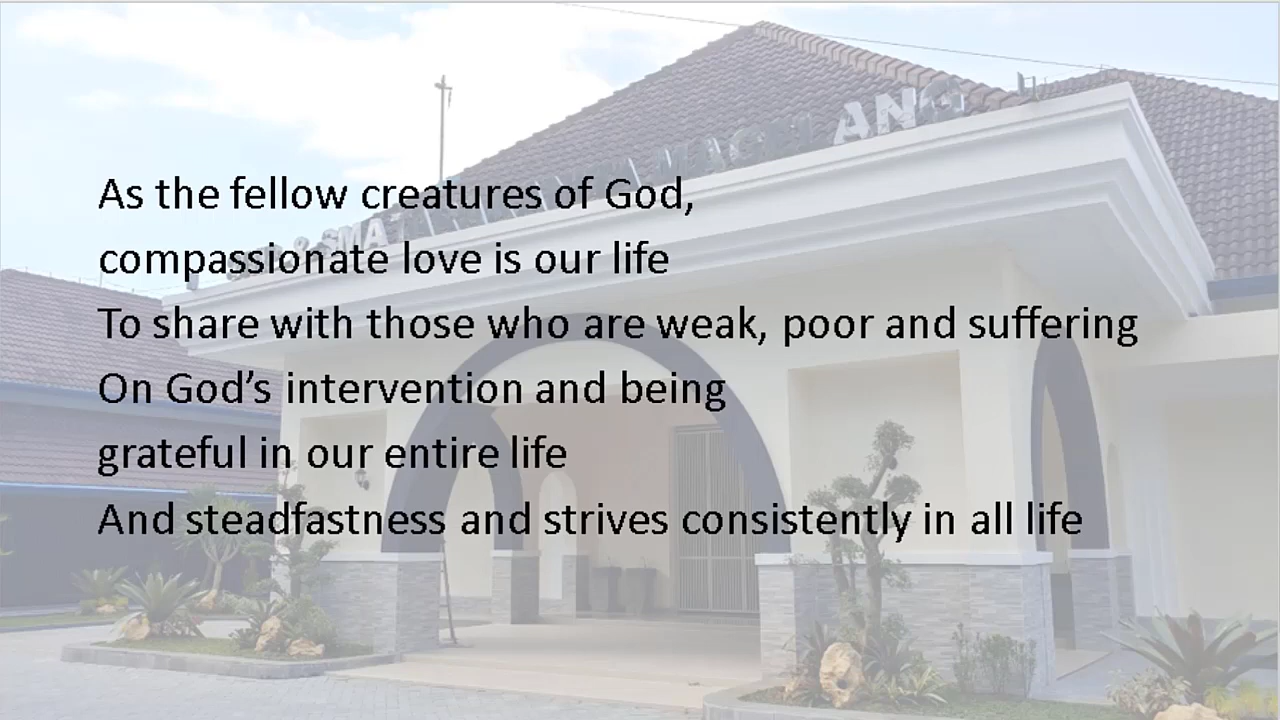 As the fellow creatures of God,
compassionate love is our life
To share with those who are weak, poor and suffering
On God’s intervention and being
grateful in our entire life
And steadfastness and strives consistently in all life
& SMA
ANG